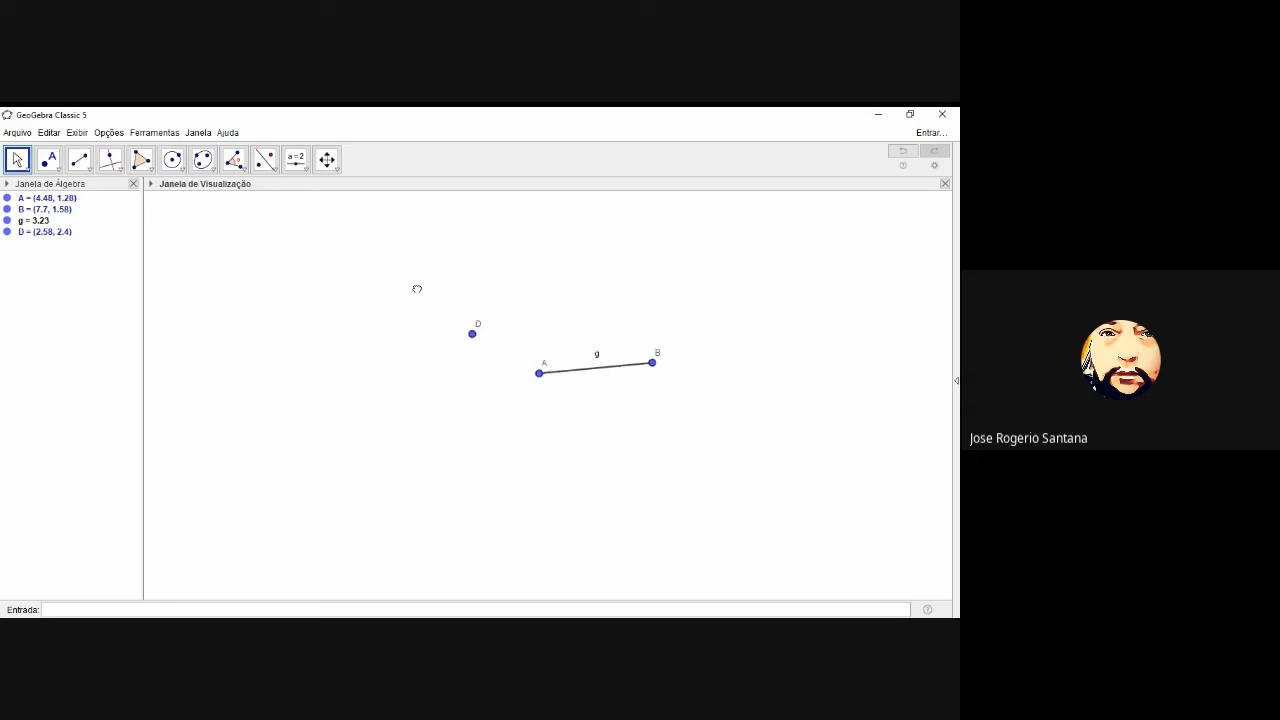 GeoGebra Classic 5
Arquivo Editar Exibir Opções Ferramentas Janela Ajuda
Entrar...
A
a = 2
Janela de Álgebra
Janela de Visualização
A = (4.48, 1.28)
B = (7.7, 1.58)
g = 3.23
D = (2.58, 2.4)
D
g
B
A
Jose Rogerio Santana
Entrada: